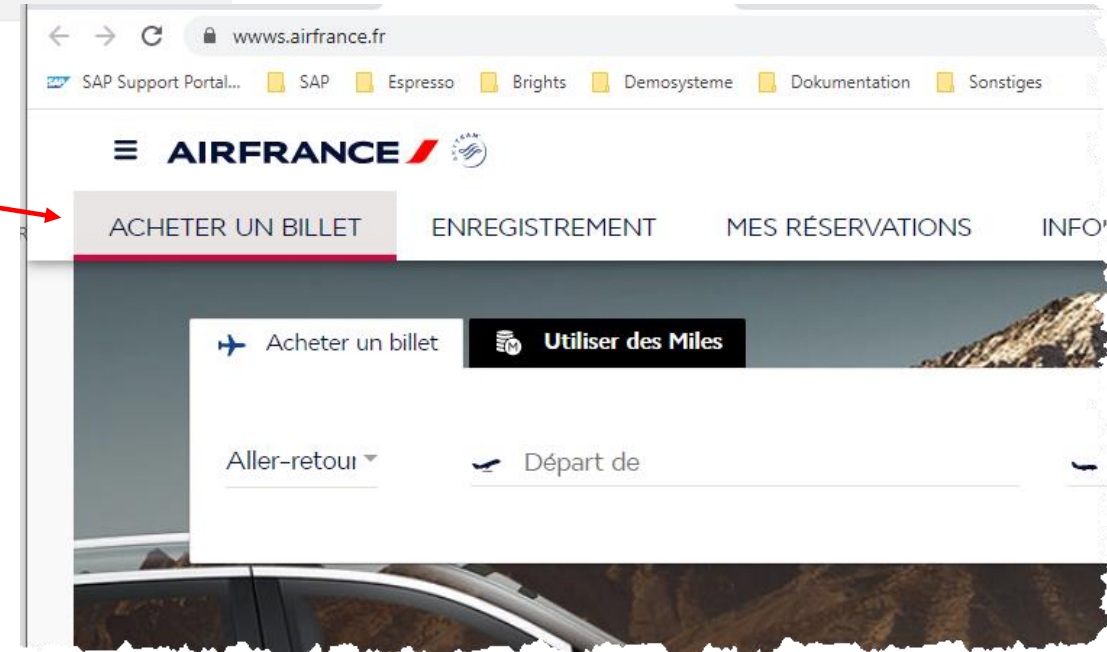 wwws.airfrance.fr
SAP Support Portal... SAP Espresso Brights Demosysteme Dokumentation Sonstiges
AIRFRANCE
ACHETER UN BILLET ENREGISTREMENT MES RÉSERVATIONS INFO'
Acheter un billet Utiliser des Miles
Aller-retour Départ de